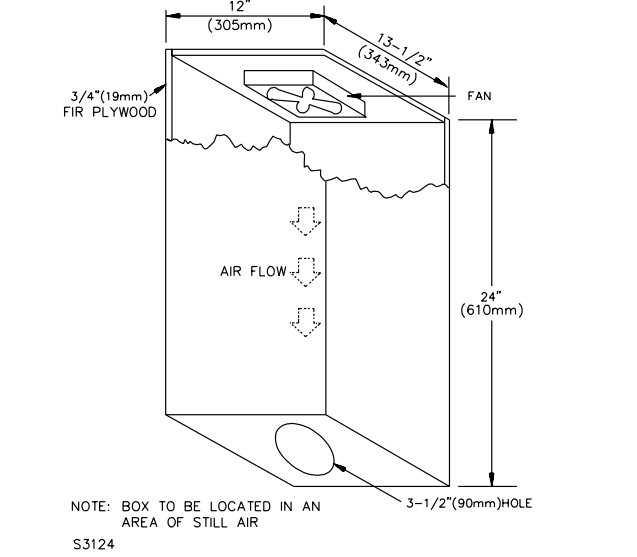 12"
(305mm)
13-1/2"
(343mm)
3/4"(19mm)
FIR PLYWOOD
FAN
AIR FLOW
24"
(610mm)
3-1/2"(90mm)HOLE
NOTE: BOX TO BE LOCATED IN AN
AREA OF STILL AIR
S3124